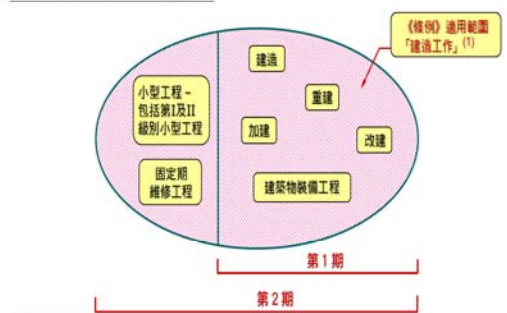 《條例》適用範圍
「建造工作」(1)
建造
小型工程–
包括第I及II
級別小型工程
重建
加建
改建
固定期
維修工程
建築物裝備工程
第1期
第2期